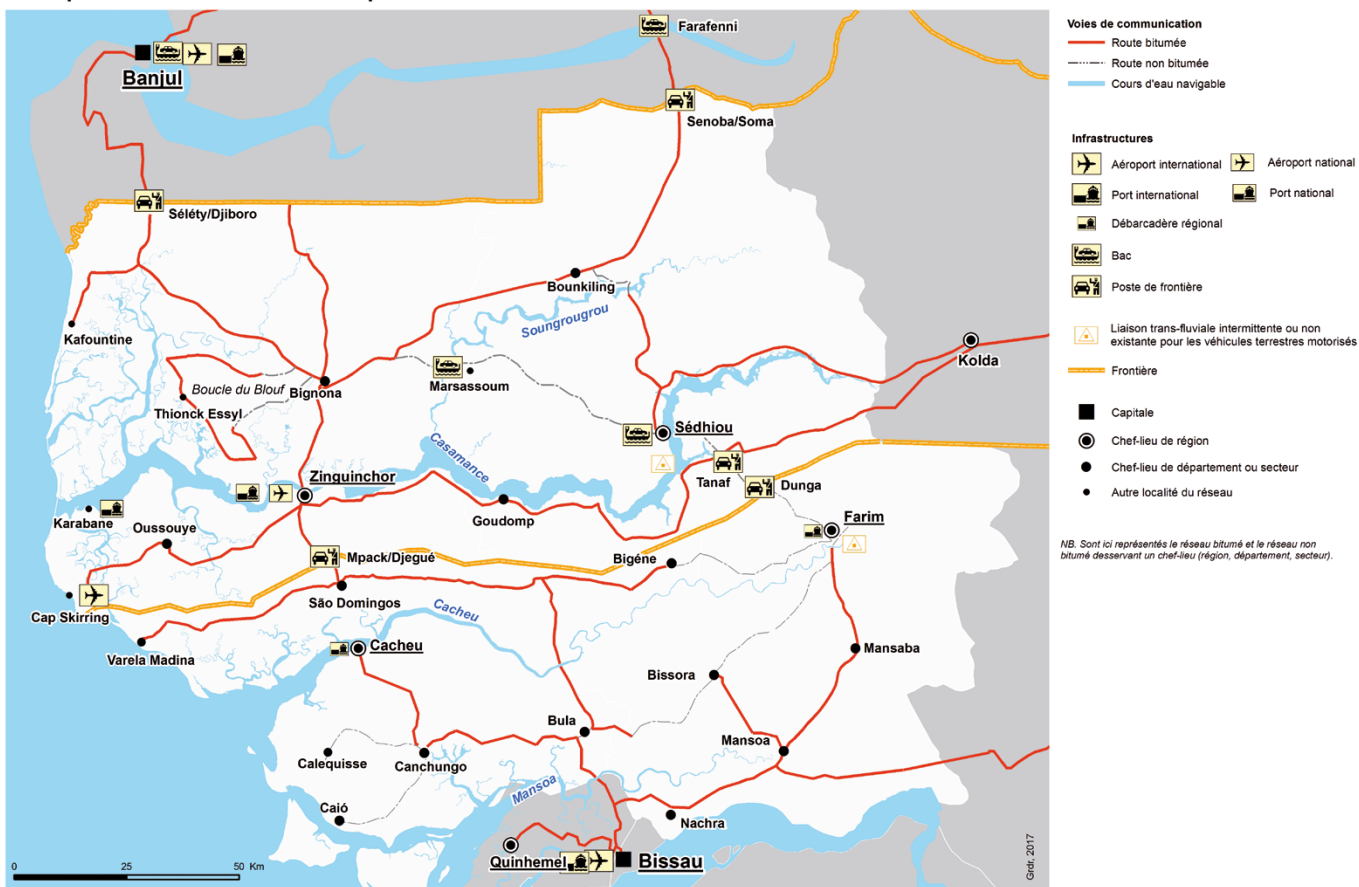 Farafenni
Banjul
Senoba/Soma
Séléty/Djiboro
Bounkiling
Soungrougrou
Kafountine
Kolda
Marsassoum
Boucle du Blouf
Bignona
Thionck Essyl
Sédhiou
Casamance
Zinguinchor
Tanaf
Dunga
Goudomp
Karabane
Oussouye
Farim
Mpack/Djegué
Bigéne
São Domingos
Cap Skirring
Cacheu
Cacheu
Varela Madina
Mansaba
Bissora
Bula
Mansoa
Calequisse
Canchungo
Mansoa
Caió
Nachra
Quinhemel
Bissau
0 25 50 Km
Grdr, 2017
Voies de communication
Route bitumée
Route non bitumée
Cours d'eau navigable
Infrastructures
Aéroport international
Aéroport national
Port international
Port national
Débarcadère régional
Bac
Poste de frontière
Liaison trans-fluviale intermittente ou non
existante pour les véhicules terrestres motorisés
Frontière
Capitale
Chef-lieu de région
Chef-lieu de département ou secteur
Autre localité du réseau
NB. Sont ici représentés le réseau bitumé et le réseau non
bitumé desservant un chef-lieu (région, département, secteur).